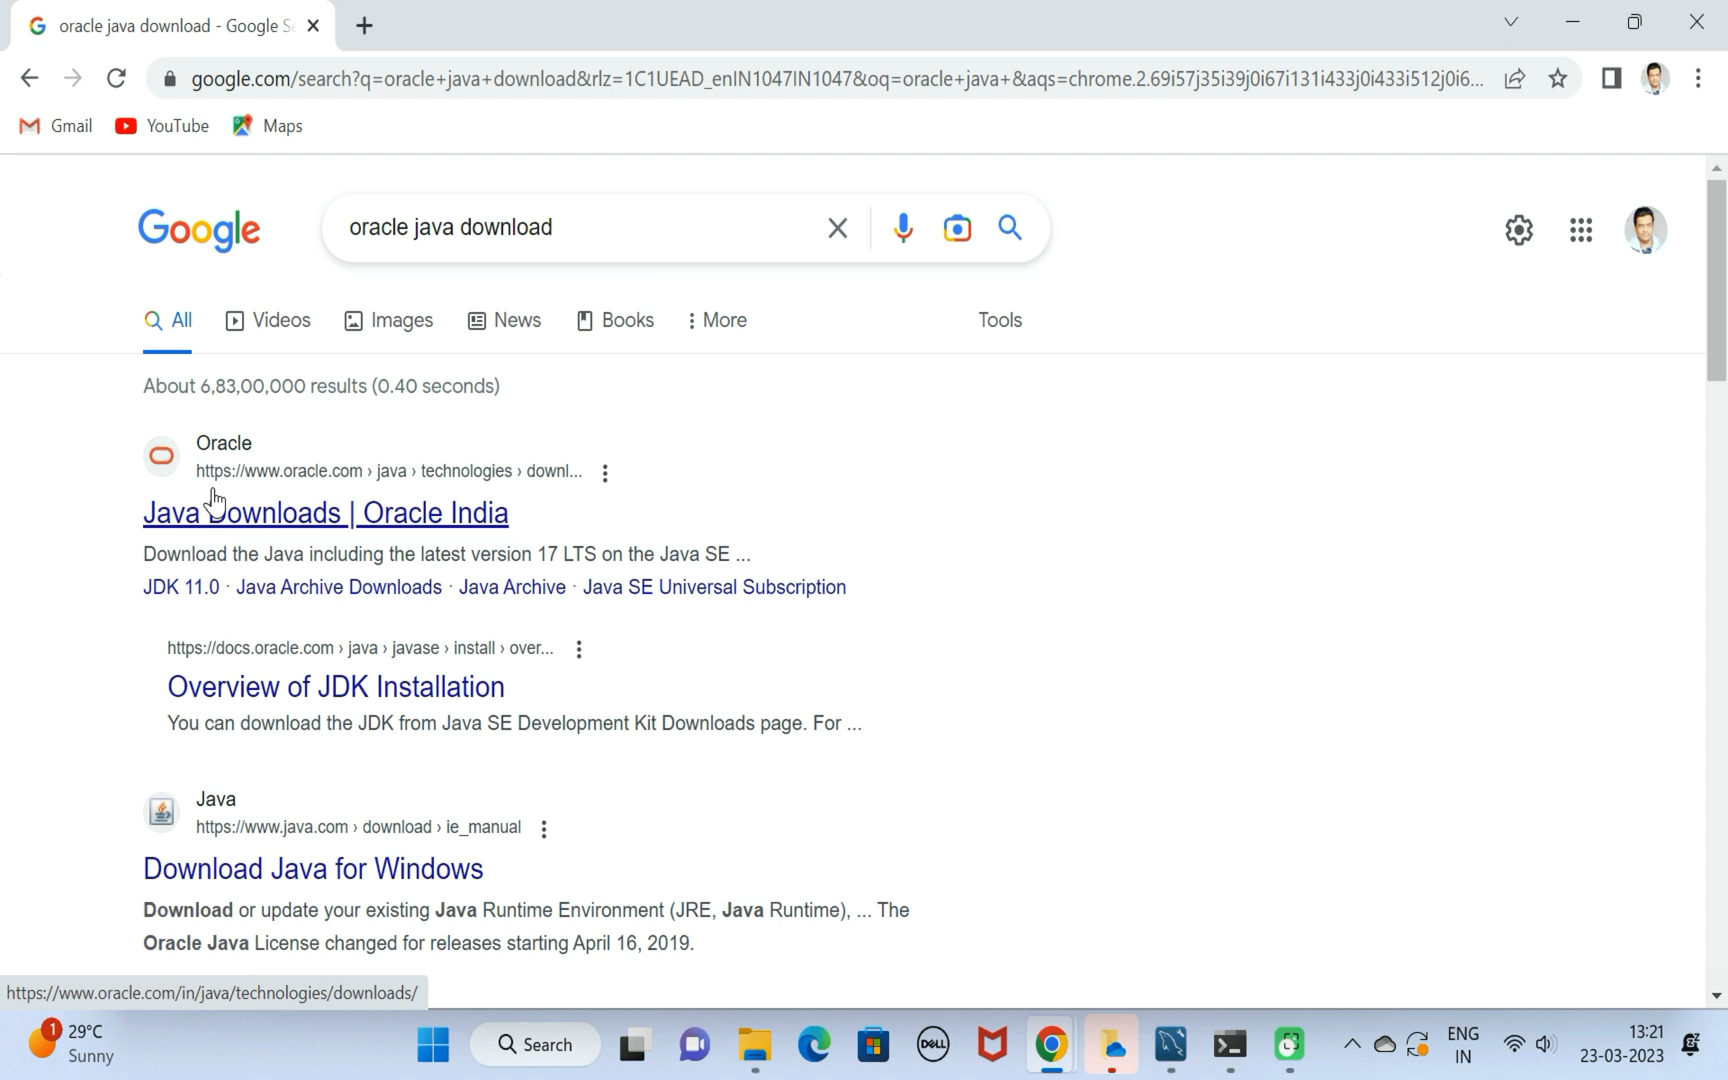 oracle java download - Google S
google.com/search?q=oracle+java+download&rlz=1C1UEAD_enIN1047IN1047&oq=oracle+java+&aqs=chrome.2.69i57j35i39j0i67i131i433j0i433i512j0i6...
Gmail YouTube Maps
Google oracle java download
All Videos Images News Books More Tools
About 6,83,00,000 results (0.40 seconds)
Oracle
https://www.oracle.com › java › technologies › downl...
Java Downloads | Oracle India
Download the Java including the latest version 17 LTS on the Java SE ...
JDK 11.0 · Java Archive Downloads · Java Archive · Java SE Universal Subscription
https://docs.oracle.com › java › javase › install › over...
Overview of JDK Installation
You can download the JDK from Java SE Development Kit Downloads page. For ...
Java
https://www.java.com › download › ie_manual
Download Java for Windows
Download or update your existing Java Runtime Environment (JRE, Java Runtime), ... The
Oracle Java License changed for releases starting April 16, 2019.
https://www.oracle.com/in/java/technologies/downloads/
1 29°C
Sunny
Search
DELL
ENG
IN
13:21
23-03-2023